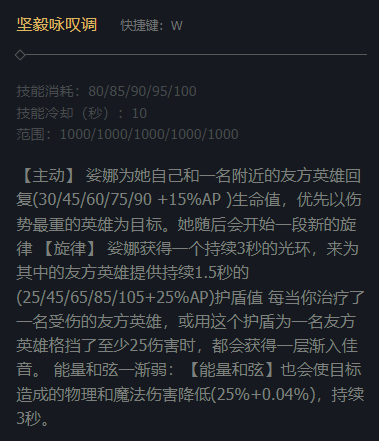 坚毅咏叹调 快捷键：W
技能消耗：80/85/90/95/100
技能冷却（秒）：10
范围：1000/1000/1000/1000/1000
【主动】 娑娜为她自己和一名附近的友方英雄回
复(30/45/60/75/90 +15%AP )生命值，优先以伤
势最重的英雄为目标。她随后会开始一段新的旋
律 【旋律】 娑娜获得一个持续3秒的光环，来为
其中的友方英雄提供持续1.5秒的
(25/45/65/85/105+25%AP)护盾值 每当你治疗了
一名受伤的友方英雄，或用这个护盾为一名友方
英雄格挡了至少25伤害时，都会获得一层渐入佳
音。 能量和弦一渐弱：【能量和弦】也会使目标
造成的物理和魔法伤害降低(25%+0.04%)，持续
3秒。